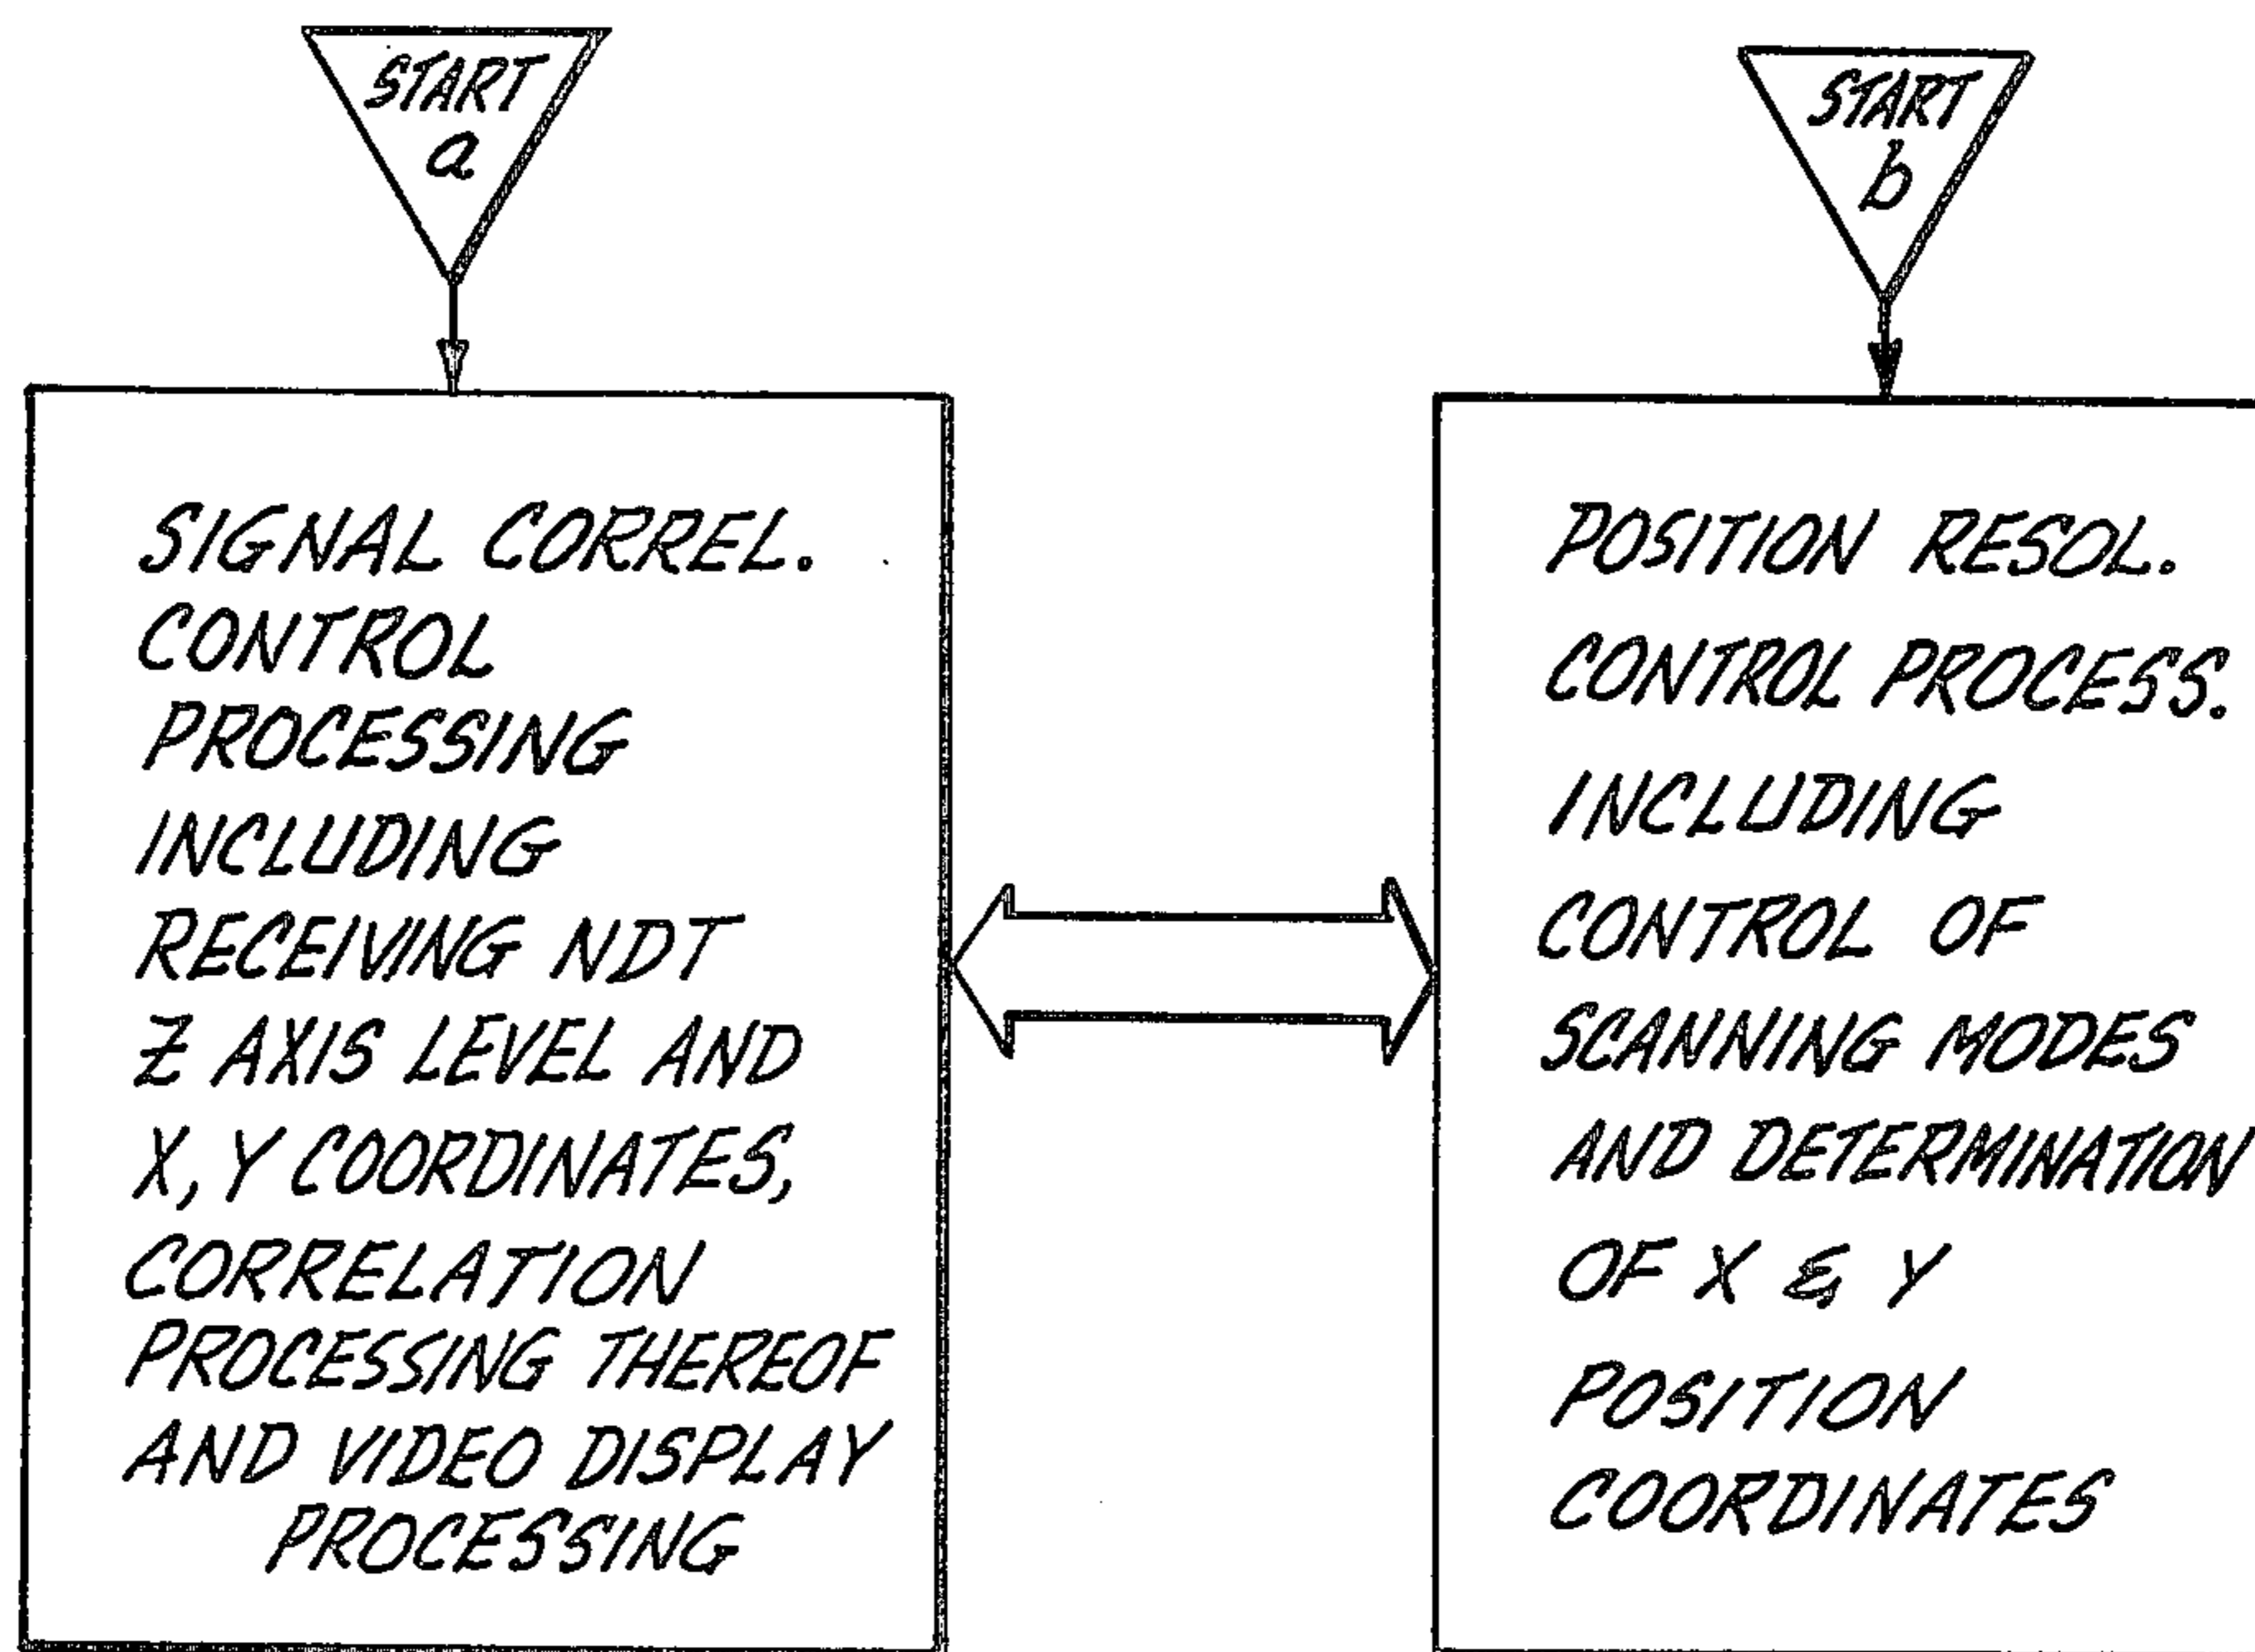 START
a
SIGNAL CORREL.
CONTROL
PROCESSING
INCLUDING
RECEIVING NDT
Z AXIS LEVEL AND
X, Y COORDINATES,
CORRELATION
PROCESSING THEREOF
AND VIDEO DISPLAY
PROCESSING
START
b
POSITION RESOL.
CONTROL PROCESS.
INCLUDING
CONTROL OF
SCANNING MODES
AND DETERMINATION
OF X & Y
POSITION
COORDINATES